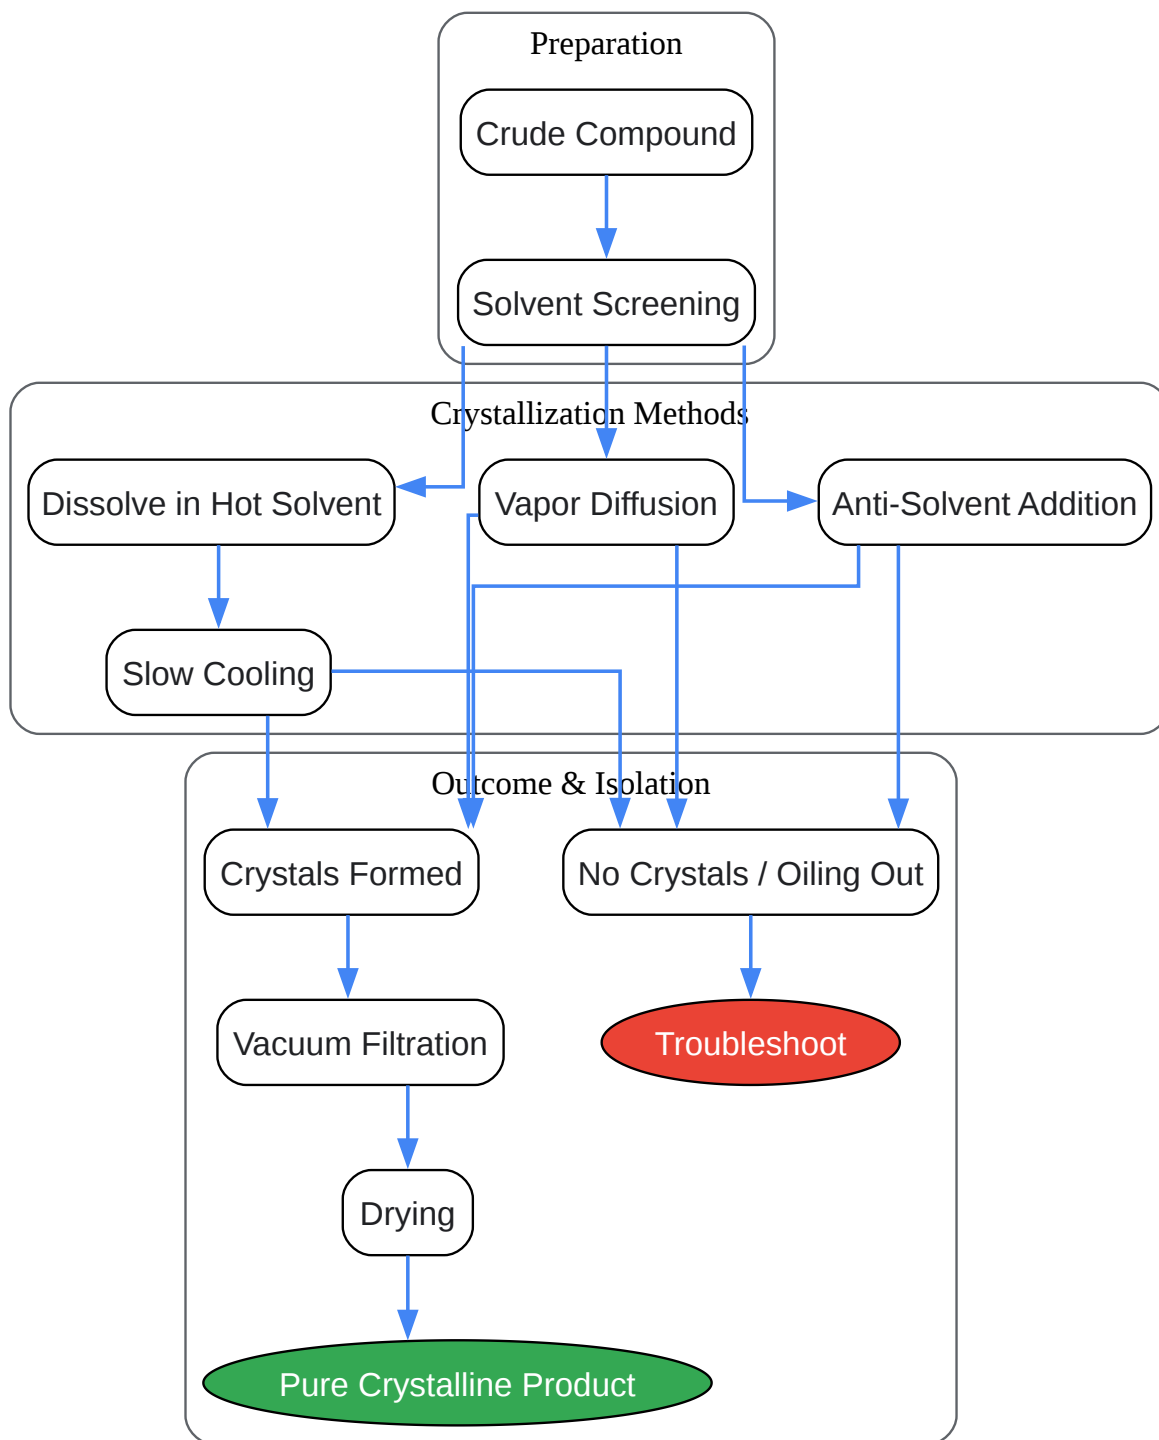 Preparation
Crude Compound
Solvent Screening
Crystallization Methods
Dissolve in Hot Solvent
Vapor Diffusion
Anti-Solvent Addition
Slow Cooling
Outcome & Isolation
Crystals Formed
No Crystals / Oiling Out
Vacuum Filtration
Troubleshoot
Drying
Pure Crystalline Product